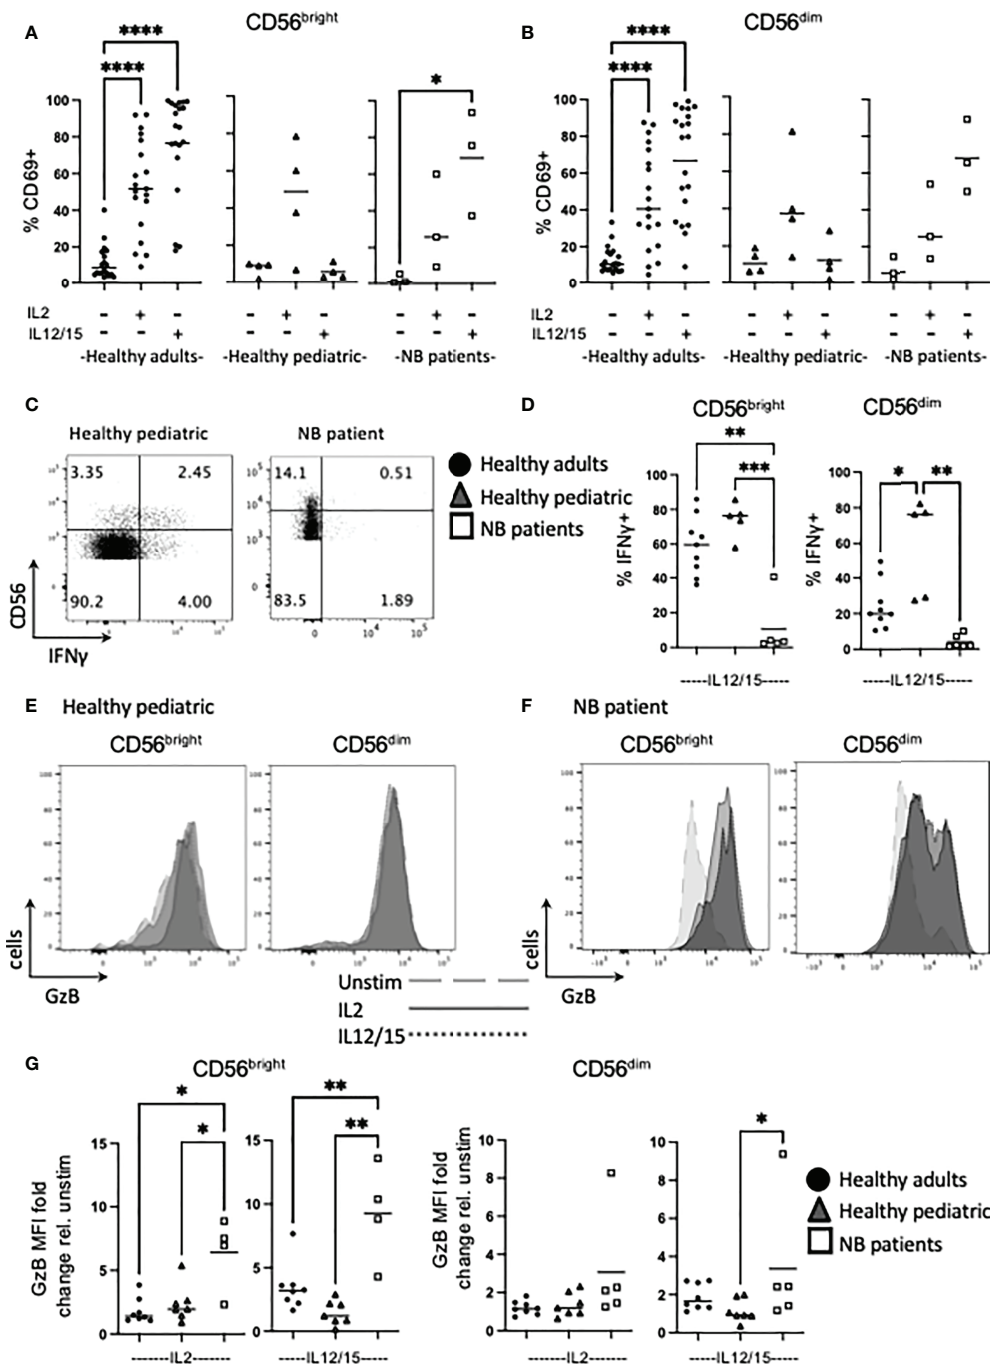 A
CD56bright
B
CD56dim
****
****
*
****
****
% CD69+
100
80
60
40
20
0
% CD69+
100
80
60
40
20
0
IL2 - + - - + - - + -
IL12/15 - - + - - + - - +
-Healthy adults- -Healthy pediatric- -NB patients-
IL2 - + - - + - - + -
IL12/15 - - + - - + - - +
-Healthy adults- -Healthy pediatric- -NB patients-
C
Healthy pediatric
NB patient
3.35
2.45
90.2
4.00
14.1
0.51
83.5
1.89
CD56
IFNγ
Healthy adults
Healthy pediatric
NB patients
D
CD56bright
CD56dim
**
***
*
**
% IFNγ+
100
80
60
40
20
0
% IFNγ+
100
80
60
40
20
0
-----IL12/15-----
-----IL12/15-----
E
Healthy pediatric
CD56bright
CD56dim
cells
GzB
F
NB patient
CD56bright
CD56dim
cells
GzB
Unstim
IL2
IL12/15
G
CD56bright
CD56dim
*
*
**
**
*
GzB MFI fold
change rel. unstim
15
10
5
0
15
10
5
0
-------IL2-------
-----IL12/15-----
GzB MFI fold
change rel. unstim
10
8
6
4
2
0
10
8
6
4
2
0
-------IL2-------
-----IL12/15-----
Healthy adults
Healthy pediatric
NB patients